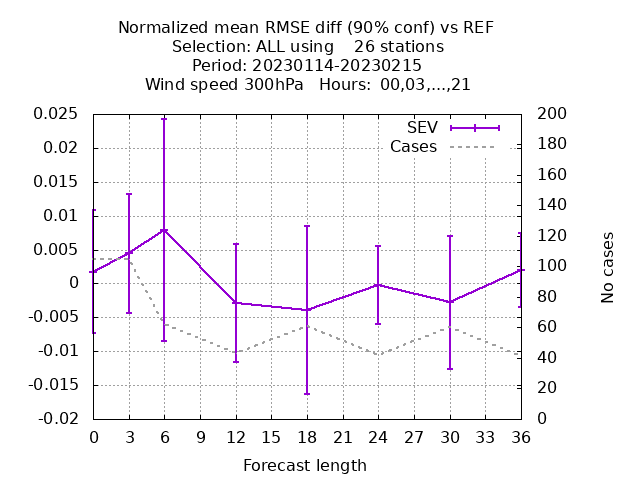 Normalized mean RMSE diff (90% conf) vs REF
Selection: ALL using    26 stations
Period: 20230114-20230215
Wind speed 300hPa   Hours:  00,03,...,21
SEV
Cases
0.025
0.02
0.015
0.01
0.005
0
-0.005
-0.01
-0.015
-0.02
200
180
160
140
120
100
80
60
40
20
0
No cases
0 3 6 9 12 15 18 21 24 27 30 33 36
Forecast length